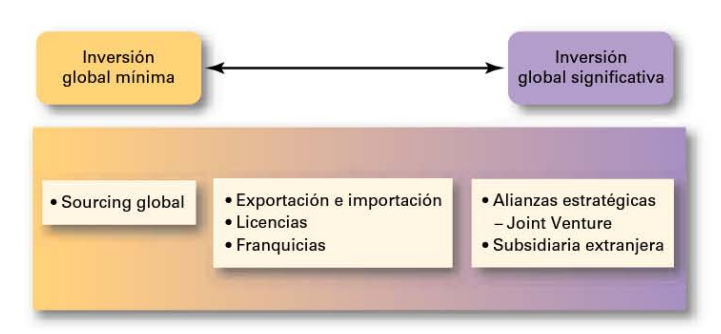 Inversión
global mínima
Inversión
global significativa
• Sourcing global
• Exportación e importación
• Licencias
• Franquicias
• Alianzas estratégicas
– Joint Venture
• Subsidiaria extranjera